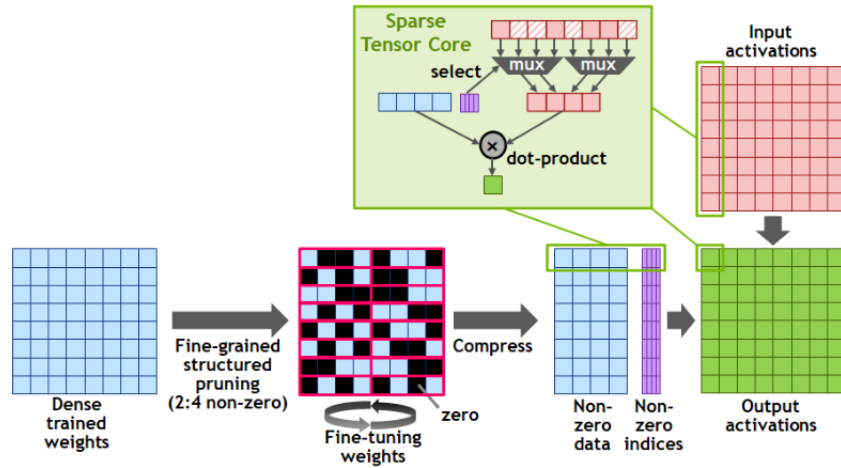 Sparse
Tensor Core
mux
mux
select
×
dot-product
Input
activations
Fine-grained
structured
pruning
(2:4 non-zero)
Compress
zero
Dense
trained
weights
Fine-tuning
weights
Non-
zero
data
Non-
zero
indices
Output
activations